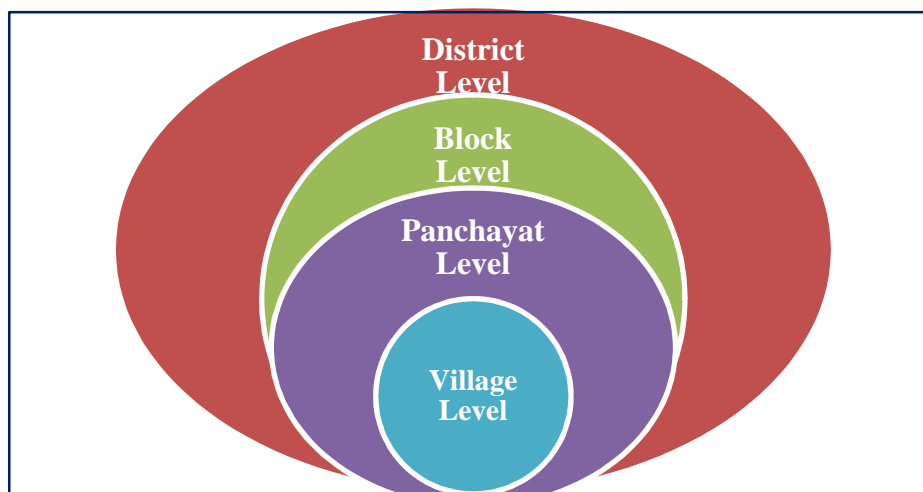 District
Level
Block
Level
Panchayat
Level
Village
Level